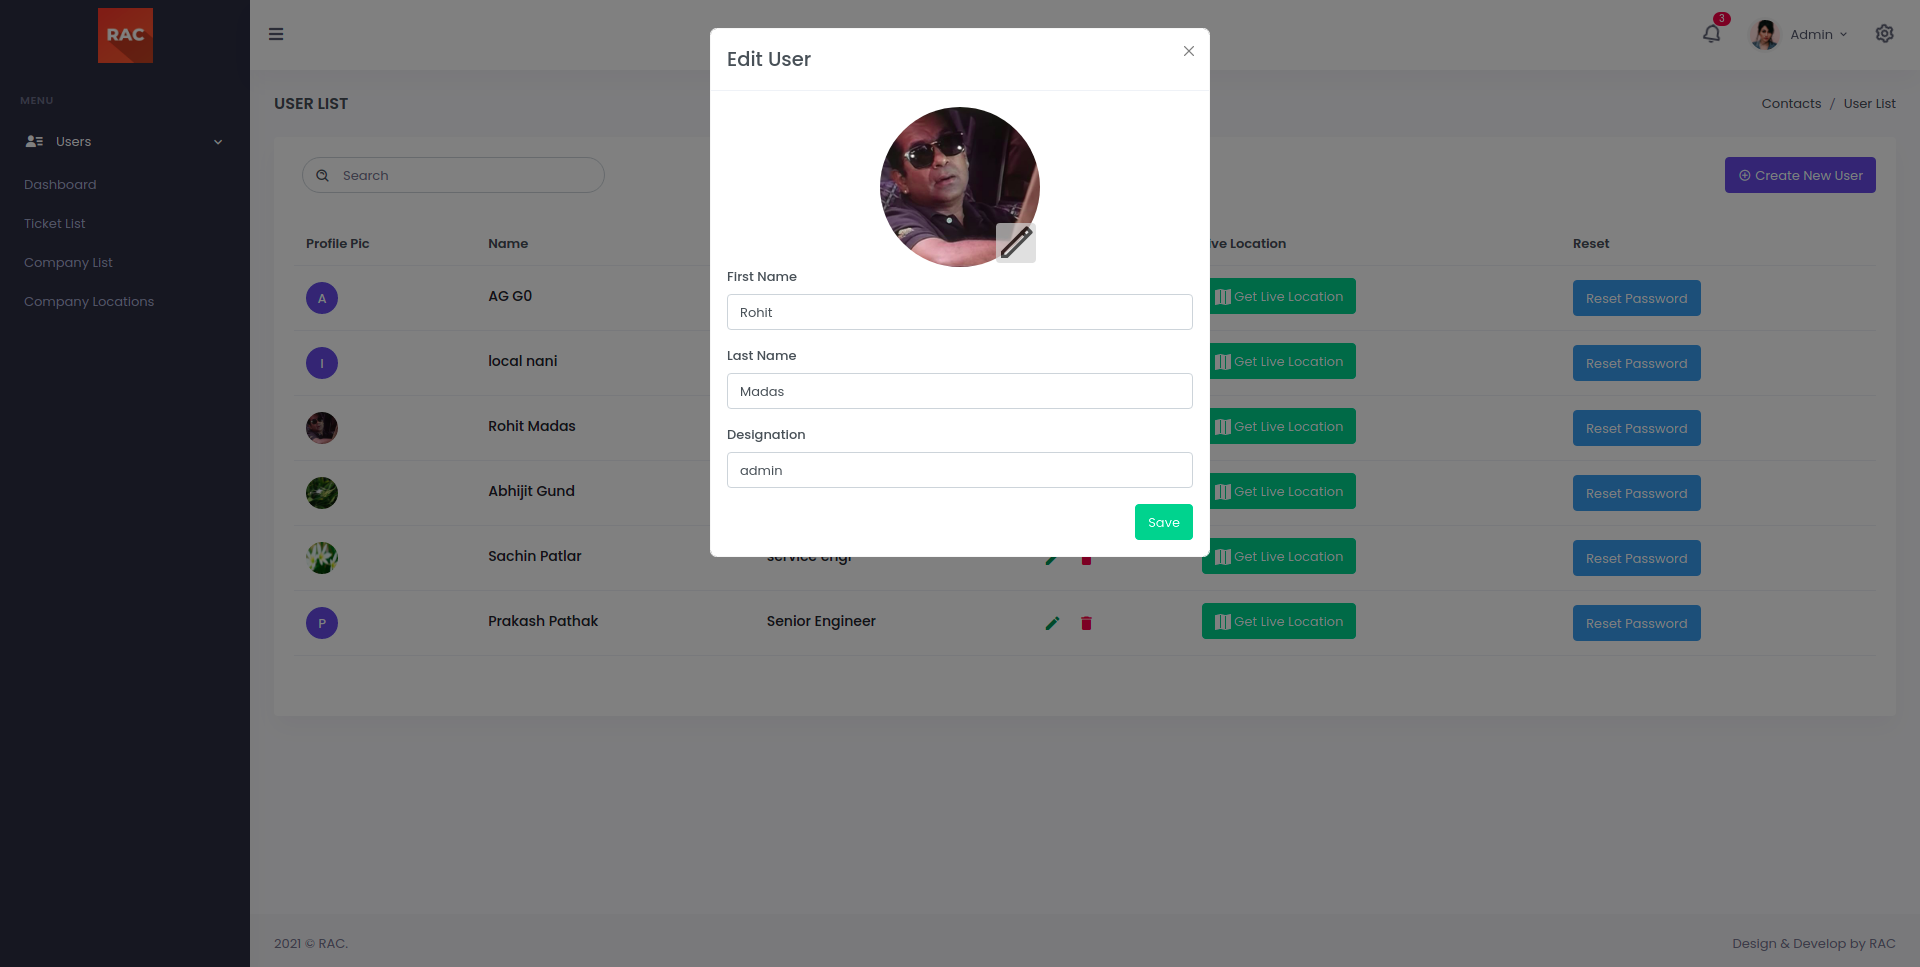 RAC
MENU
Users
Dashboard
Ticket List
Company List
Company Locations
3
Admin
USER LIST
Contacts / User List
Search
Create New User
Edit User
First Name
Rohit
Last Name
Madas
Designation
admin
Save
Profile Pic Name ve Location Reset
A AG G0 Get Live Location Reset Password
l local nani Get Live Location Reset Password
Rohit Madas Get Live Location Reset Password
Abhijit Gund Get Live Location Reset Password
Sachin Patlar service engr Get Live Location Reset Password
P Prakash Pathak Senior Engineer Get Live Location Reset Password
2021 © RAC.
Design & Develop by RAC